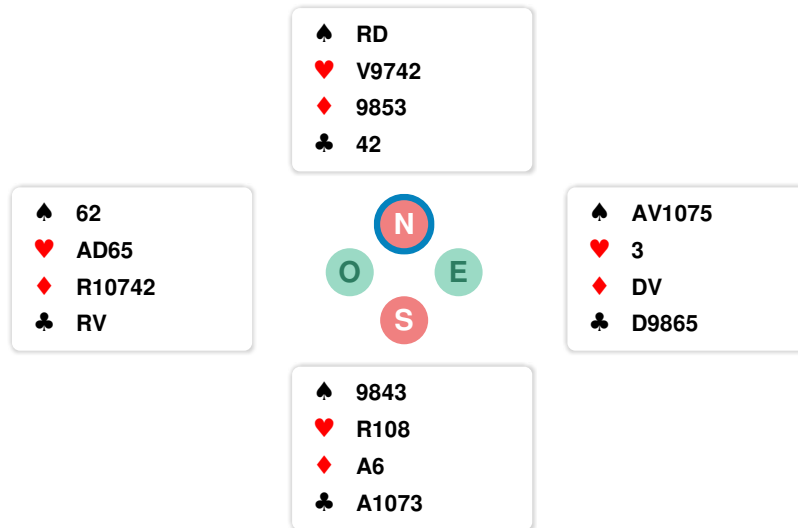 ♠ RD
♥ V9742
♦ 9853
♣ 42
♠ 62
♥ AD65
♦ R10742
♣ RV
N
O E
S
♠ AV1075
♥ 3
♦ DV
♣ D9865
♠ 9843
♥ R108
♦ A6
♣ A1073